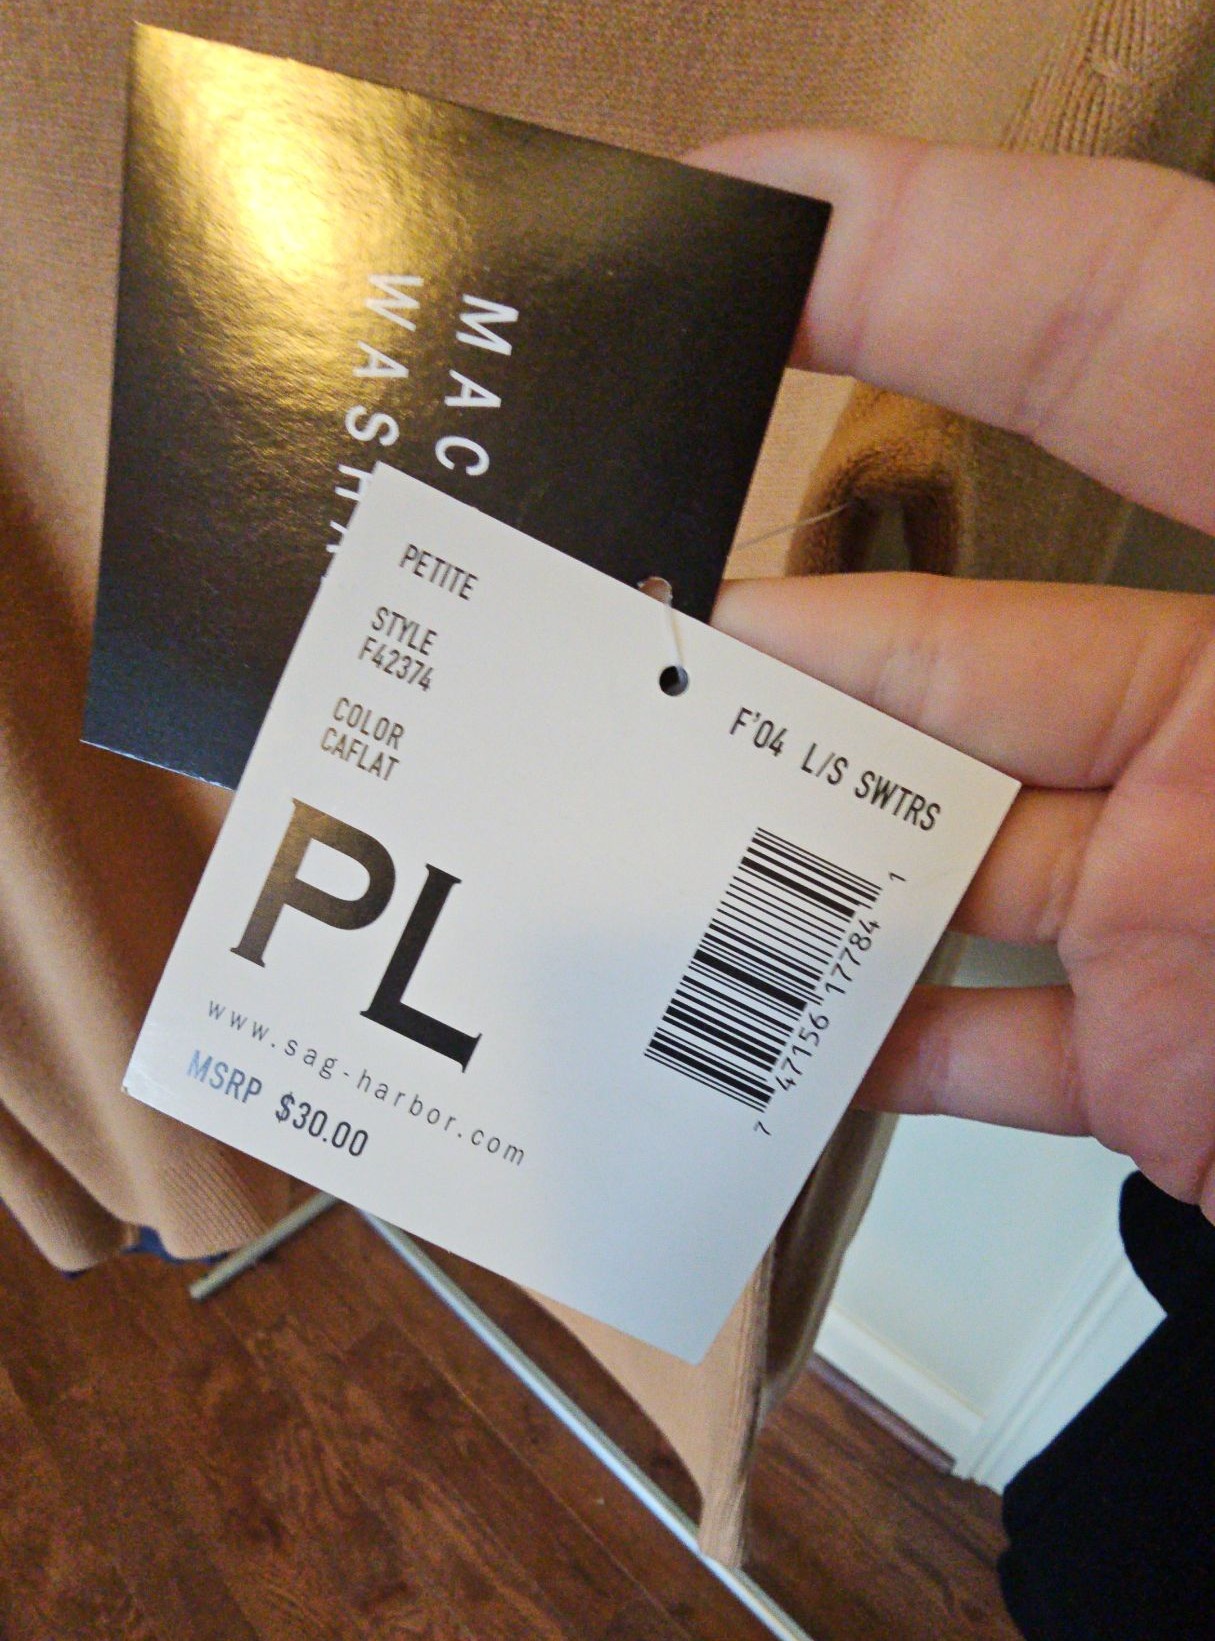 MAC
WASH
PETITE
STYLE
F42374
COLOR
CAFLAT
PL
www.sag-harbor.com
MSRP $30.00
F'04 L/S SWTRS
7 47156 17784 1